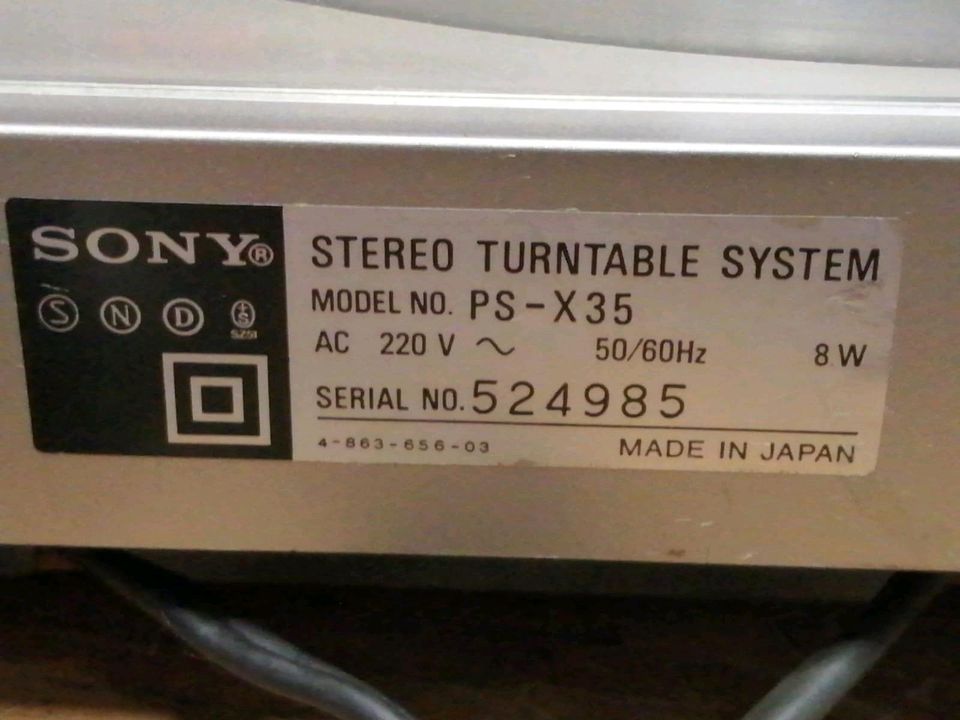 SONY®
S N D S
SZSI
STEREO TURNTABLE SYSTEM
MODEL NO. PS-X35
AC 220 V ~ 50/60Hz 8 W
SERIAL NO. 524985
4-863-656-03 MADE IN JAPAN